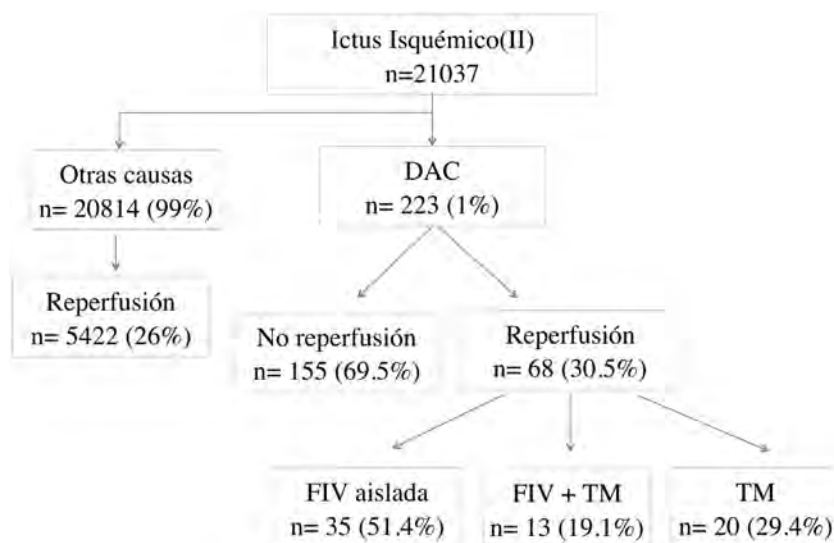 Ictus Isquémico(II)
n=21037
Otras causas
n= 20814 (99%)
DAC
n= 223 (1%)
Reperfusión
n= 5422 (26%)
No reperfusión
n= 155 (69.5%)
Reperfusión
n= 68 (30.5%)
FIV aislada
n= 35 (51.4%)
FIV + TM
n= 13 (19.1%)
TM
n= 20 (29.4%)